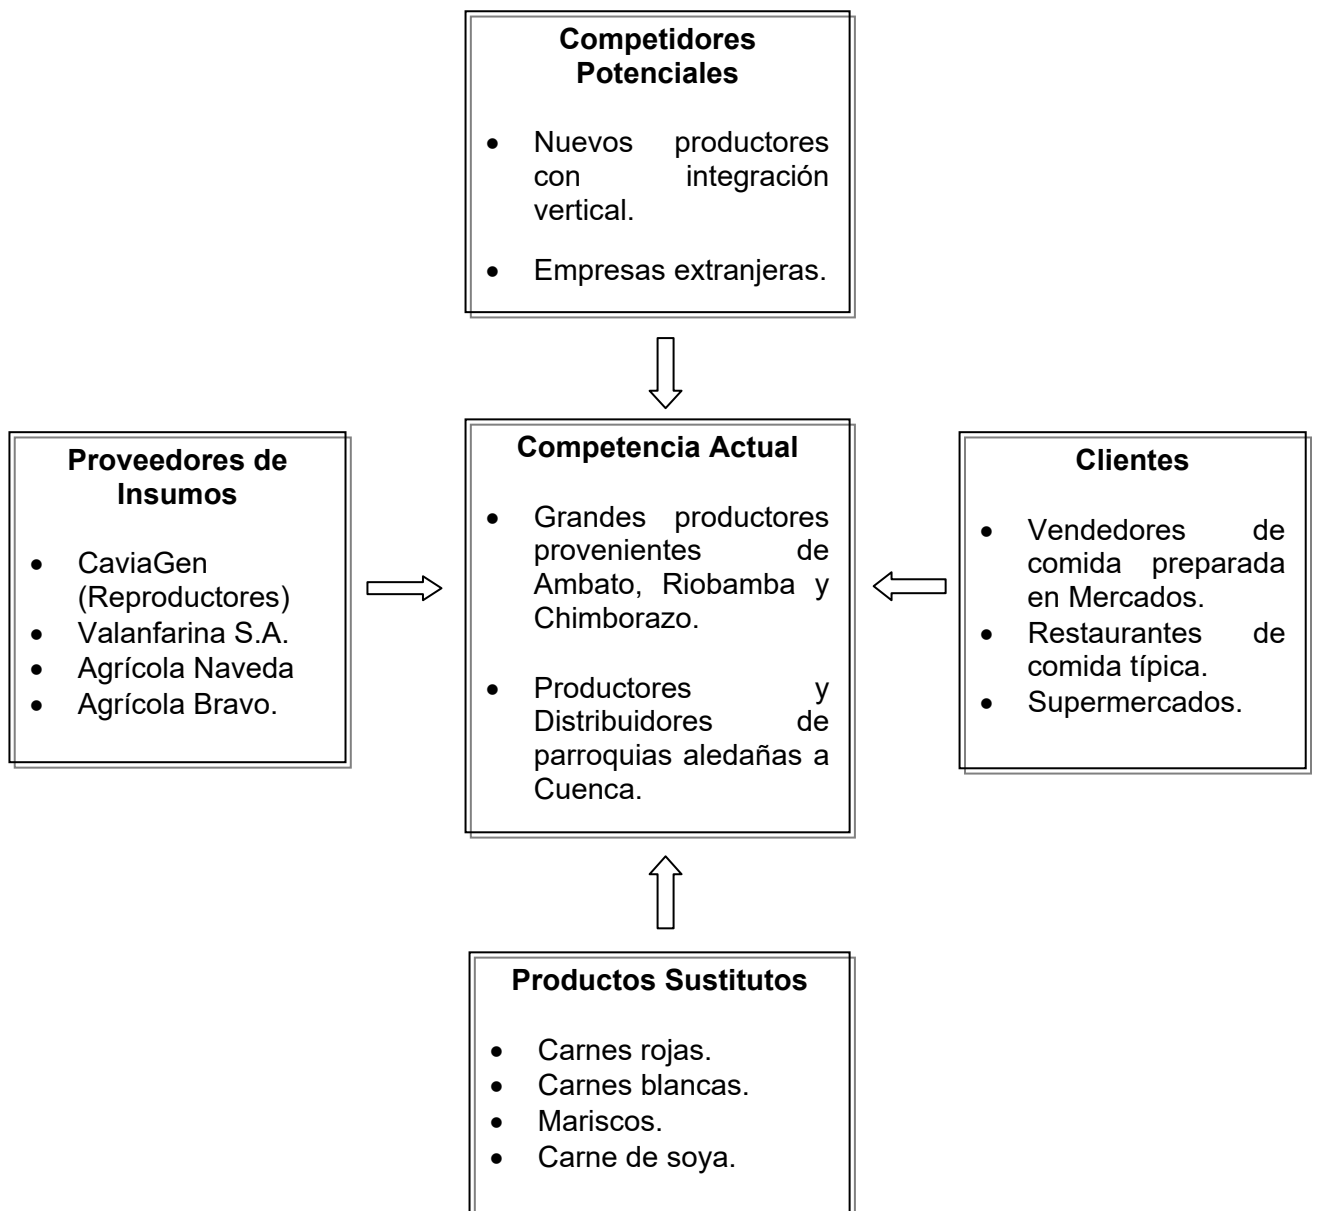 Competidores
Potenciales
• Nuevos productores
con integración
vertical.
• Empresas extranjeras.
Proveedores de
Insumos
• CaviaGen
(Reproductores)
• Valanfarina S.A.
• Agrícola Naveda
• Agrícola Bravo.
Competencia Actual
• Grandes productores
provenientes de
Ambato, Riobamba y
Chimborazo.
• Productores y
Distribuidores de
parroquias aledañas a
Cuenca.
Clientes
• Vendedores de
comida preparada
en Mercados.
• Restaurantes de
comida típica.
• Supermercados.
Productos Sustitutos
• Carnes rojas.
• Carnes blancas.
• Mariscos.
• Carne de soya.